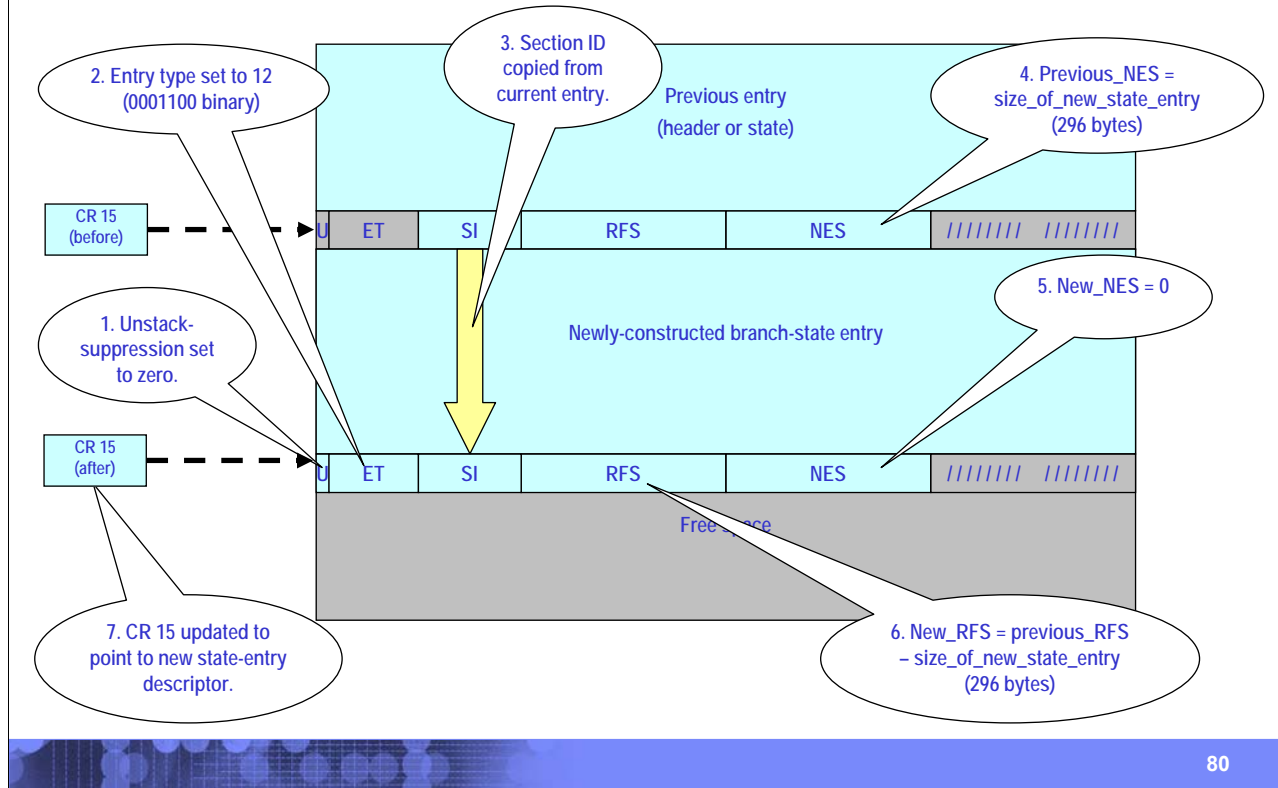 3. Section ID
copied from
current entry.
2. Entry type set to 12
(0001100 binary)
4. Previous_NES =
size_of_new_state_entry
(296 bytes)
Previous entry
(header or state)
CR 15
(before)
U ET SI RFS NES / / / / / / / / / / / / / / / /
5. New_NES = 0
1. Unstack-
suppression set
to zero.
Newly-constructed branch-state entry
CR 15
(after)
U ET SI RFS NES / / / / / / / / / / / / / / / /
Free space
7. CR 15 updated to
point to new state-entry
descriptor.
6. New_RFS = previous_RFS
– size_of_new_state_entry
(296 bytes)
80